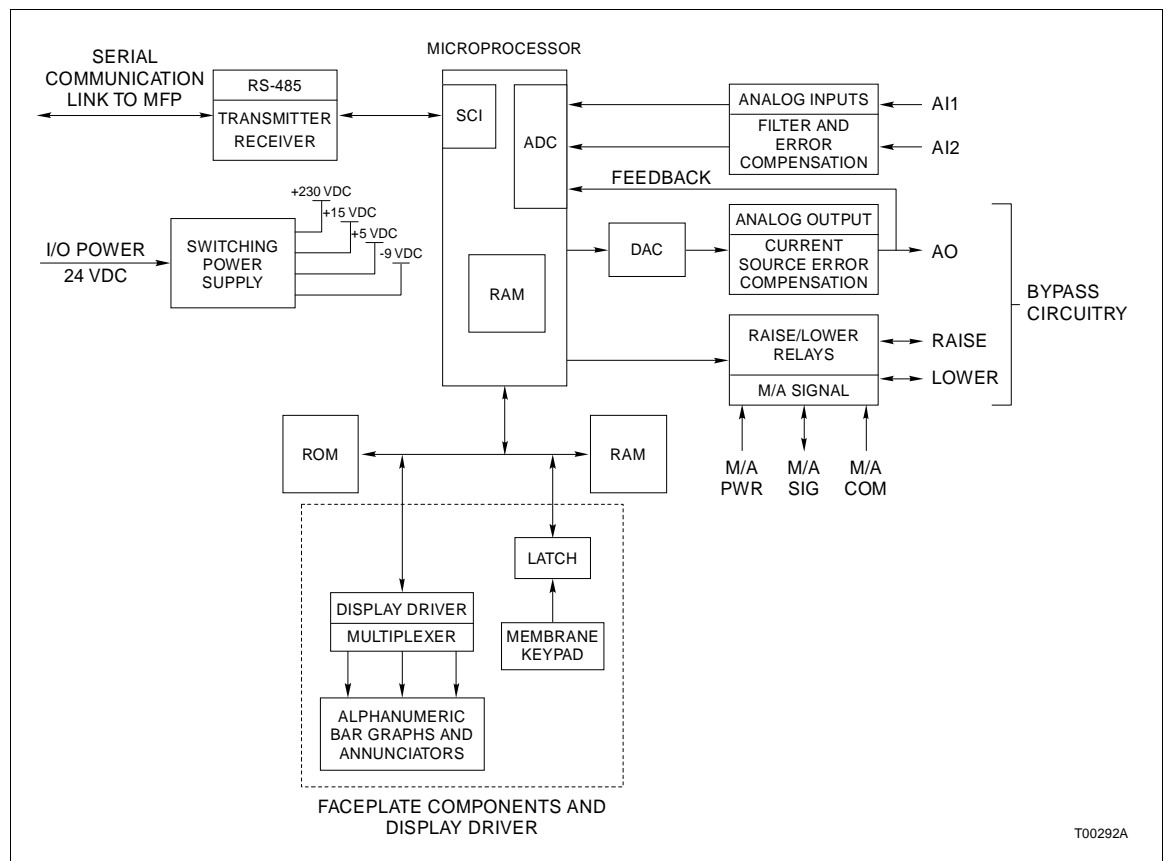 MICROPROCESSOR
SERIAL
COMMUNICATION
LINK TO MFP
RS-485
TRANSMITTER
RECEIVER
SCI
ADC
ANALOG INPUTS
FILTER AND
ERROR
COMPENSATION
AI1
AI2
FEEDBACK
I/O POWER
24 VDC
SWITCHING
POWER
SUPPLY
+230 VDC
+15 VDC
+5 VDC
-9 VDC
RAM
DAC
ANALOG OUTPUT
CURRENT
SOURCE ERROR
COMPENSATION
AO
BYPASS
CIRCUITRY
RAISE/LOWER
RELAYS
M/A SIGNAL
RAISE
LOWER
M/A
PWR
M/A
SIG
M/A
COM
ROM
RAM
LATCH
DISPLAY DRIVER
MULTIPLEXER
MEMBRANE
KEYPAD
ALPHANUMERIC
BAR GRAPHS AND
ANNUNCIATORS
FACEPLATE COMPONENTS AND
DISPLAY DRIVER
T00292A